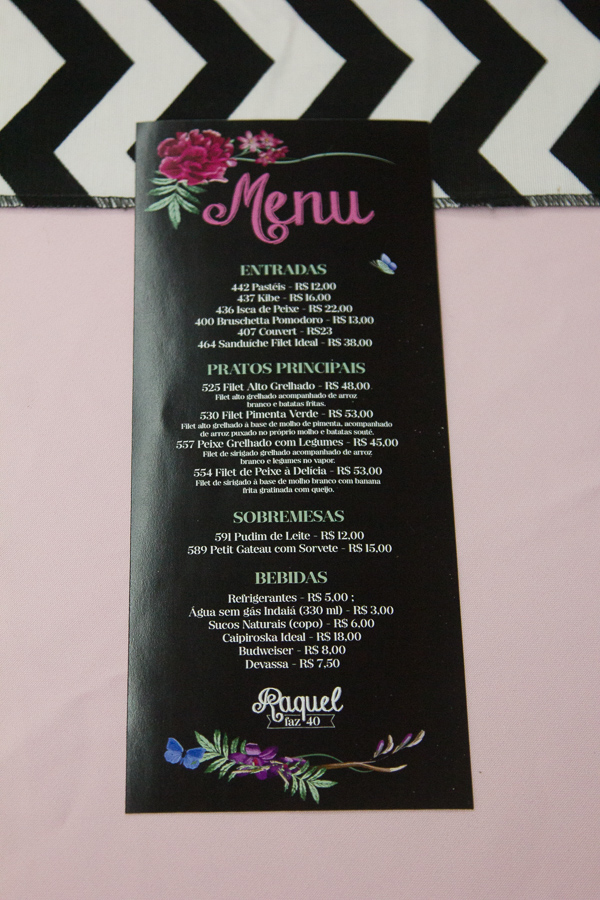 Menu
ENTRADAS
442 Pastéis - R$ 12,00
437 Kibe - R$ 16,00
436 Isca de Peixe - R$ 22,00
400 Bruschetta Pomodoro - R$ 13,00
407 Couvert - R$23
464 Sanduíche Filet Ideal - R$ 38,00
PRATOS PRINCIPAIS
525 Filet Alto Grelhado - R$ 48,00
Filet alto grelhado acompanhado de arroz
branco e batatas fritas.
530 Filet Pimenta Verde - R$ 53,00
Filet alto grelhado à base de molho de pimenta, acompanhado
de arroz puxado no próprio molho e batatas souté.
557 Peixe Grelhado com Legumes - R$ 45,00
Filet de sirigado grelhado acompanhado de arroz
branco e legumes no vapor.
554 Filet de Peixe à Delícia - R$ 53,00
Filet de sirigado à base de molho branco com banana
frita gratinada com queijo.
SOBREMESAS
591 Pudim de Leite - R$ 12,00
589 Petit Gateau com Sorvete - R$ 15,00
BEBIDAS
Refrigerantes - R$ 5,00 ;
Água sem gás Indaiá (330 ml) - R$ 3,00
Sucos Naturais (copo) - R$ 6,00
Caipiroska Ideal - R$ 18,00
Budweiser - R$ 8,00
Devassa - R$ 7,50
Raquel
faz 40